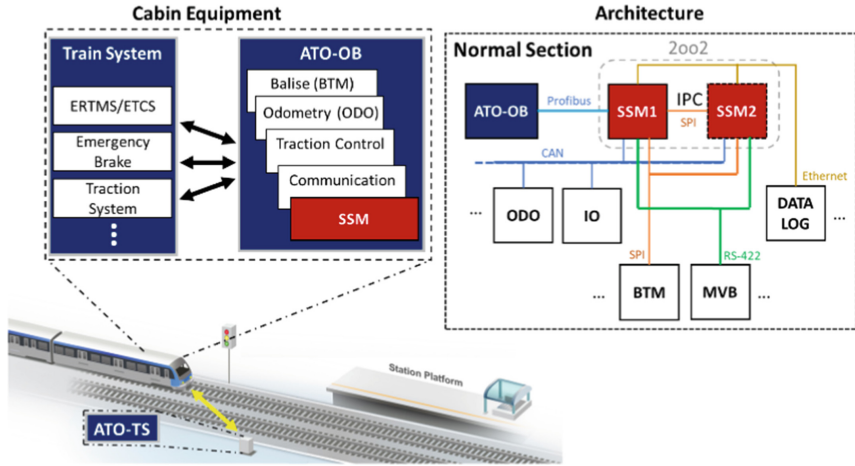 Cabin Equipment
Train System
ERTMS/ETCS
Emergency
Brake
Traction
System
ATO-OB
Balise (BTM)
Odometry (ODO)
Traction Control
Communication
SSM
Architecture
Normal Section
2oo2
ATO-OB
Profibus
SSM1
IPC
SPI
SSM2
CAN
Ethernet
...
ODO
IO
DATA
LOG
...
SPI
RS-422
...
BTM
MVB
...
Station Platform
ATO-TS